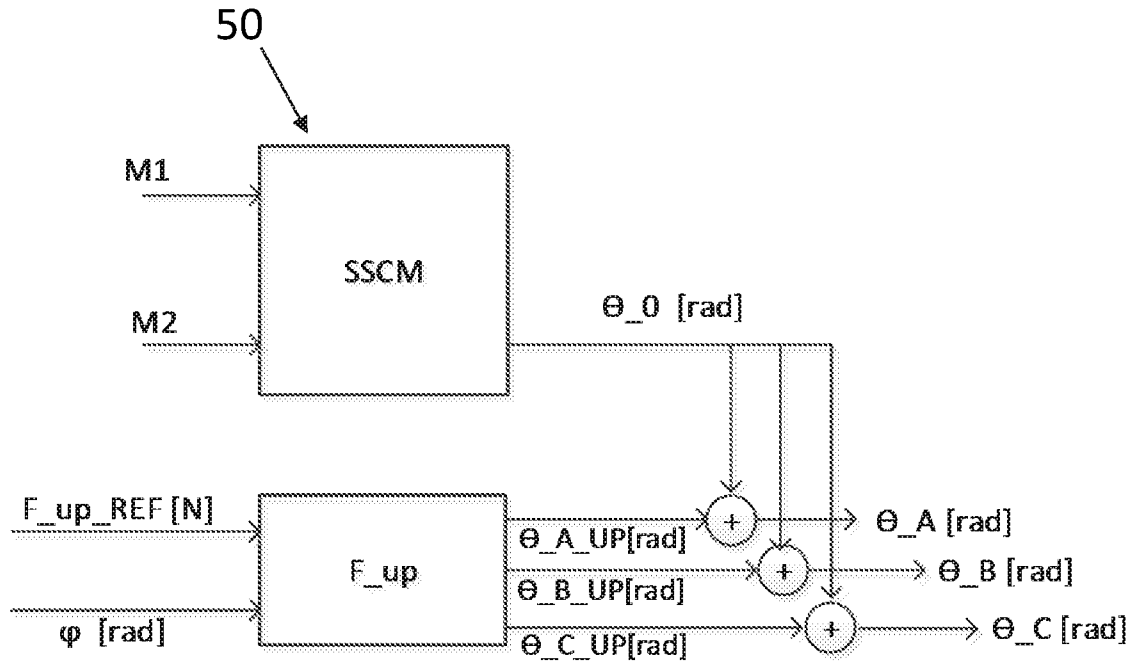 50
M1
SSCM
M2
Θ_0 [rad]
F_up_REF [N]
F_up
φ [rad]
Θ_A_UP[rad]
Θ_B_UP[rad]
Θ_C_UP[rad]
+
+
+
Θ_A [rad]
Θ_B [rad]
Θ_C [rad]